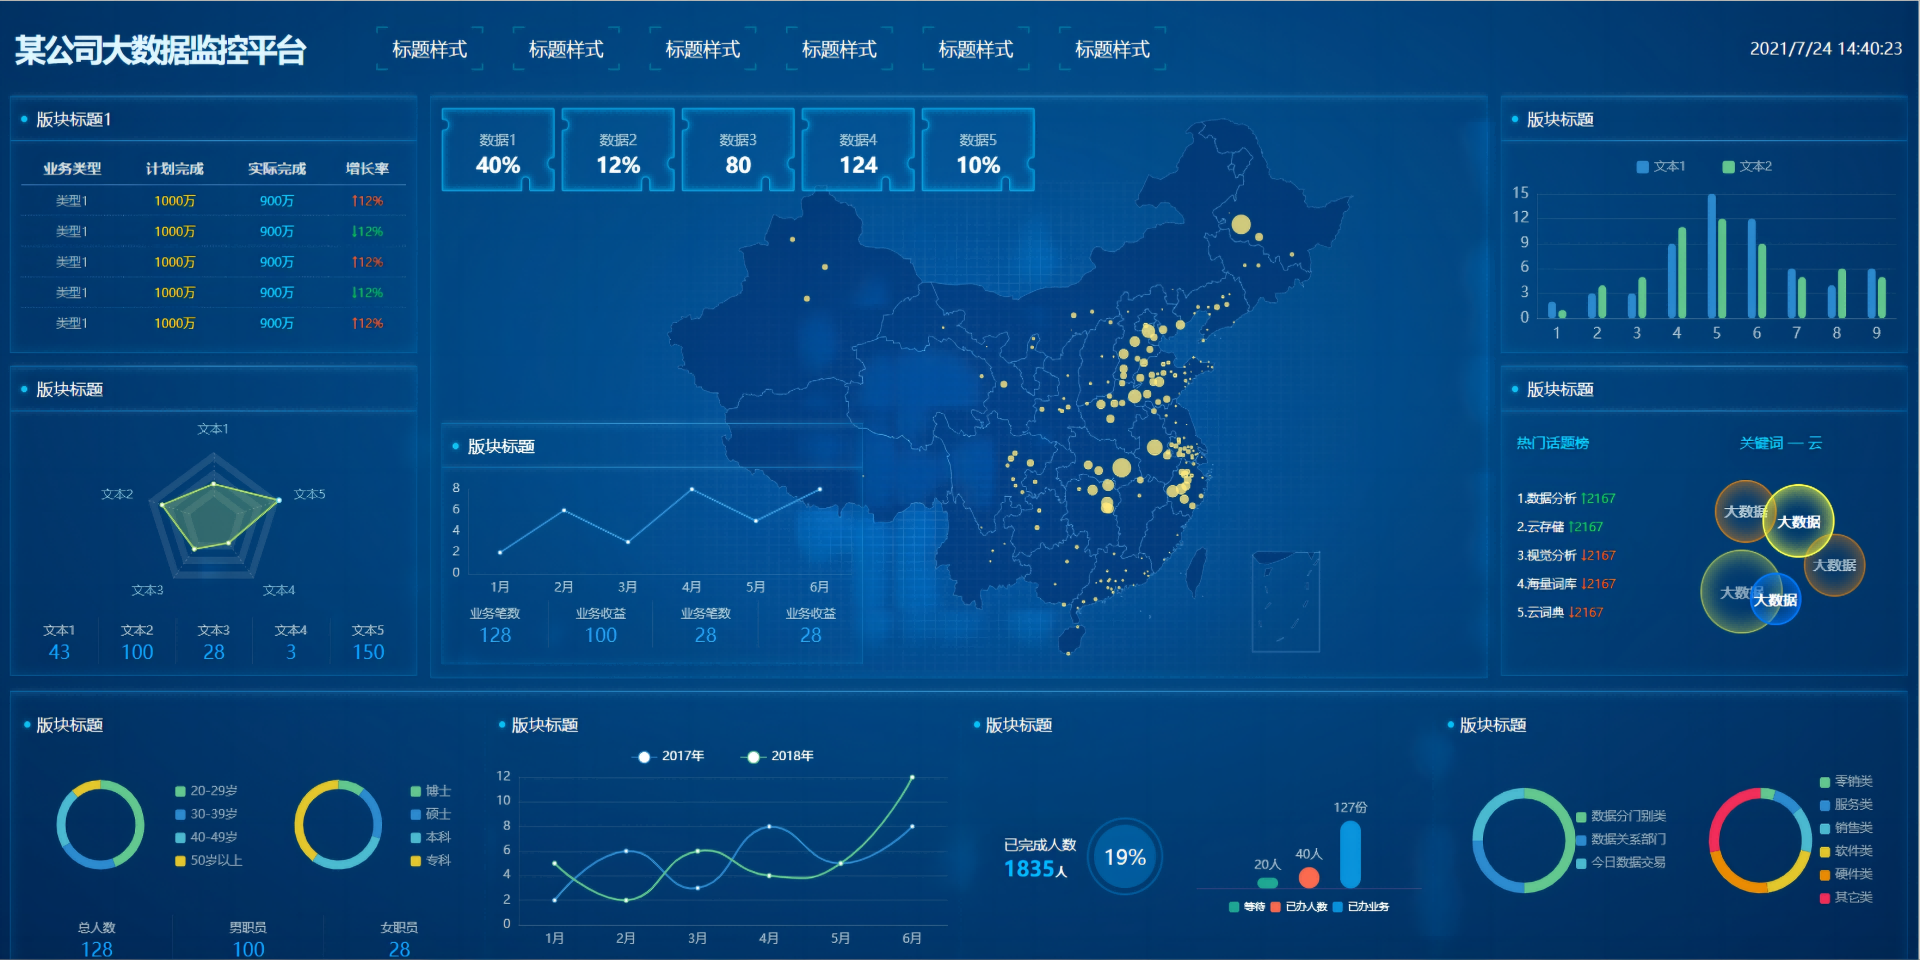 某公司大数据监控平台
标题样式 标题样式 标题样式 标题样式 标题样式 标题样式
2021/7/24 14:40:23
版块标题1
业务类型 计划完成 实际完成 增长率
类型1 1000万 900万 ↑12%
类型1 1000万 900万 ↓12%
类型1 1000万 900万 ↑12%
类型1 1000万 900万 ↓12%
类型1 1000万 900万 ↑12%
版块标题
文本1
文本2 文本5
文本3 文本4
文本1 文本2 文本3 文本4 文本5
43 100 28 3 150
数据1 数据2 数据3 数据4 数据5
40% 12% 80 124 10%
版块标题
8
6
4
2
0
1月 2月 3月 4月 5月 6月
业务笔数 业务收益 业务笔数 业务收益
128 100 28 28
版块标题
文本1 文本2
15
12
9
6
3
0
1 2 3 4 5 6 7 8 9
版块标题
热门话题榜 关键词 — 云
1.数据分析 ↑2167
2.云存储 ↑2167
3.视觉分析 ↓2167
4.海量词库 ↓2167
5.云词典 ↓2167
大数据
大数据
大数据
大数据
大数据
版块标题
20-29岁
30-39岁
40-49岁
50岁以上
博士
硕士
本科
专科
总人数 男职员 女职员
128 100 28
版块标题
2017年 2018年
12
10
8
6
4
2
0
1月 2月 3月 4月 5月 6月
版块标题
已完成人数
1835人
19%
20人 40人 127份
等待 已办人数 已办业务
版块标题
数据分门别类
数据关系部门
今日数据交易
零销类
服务类
销售类
软件类
硬件类
其它类